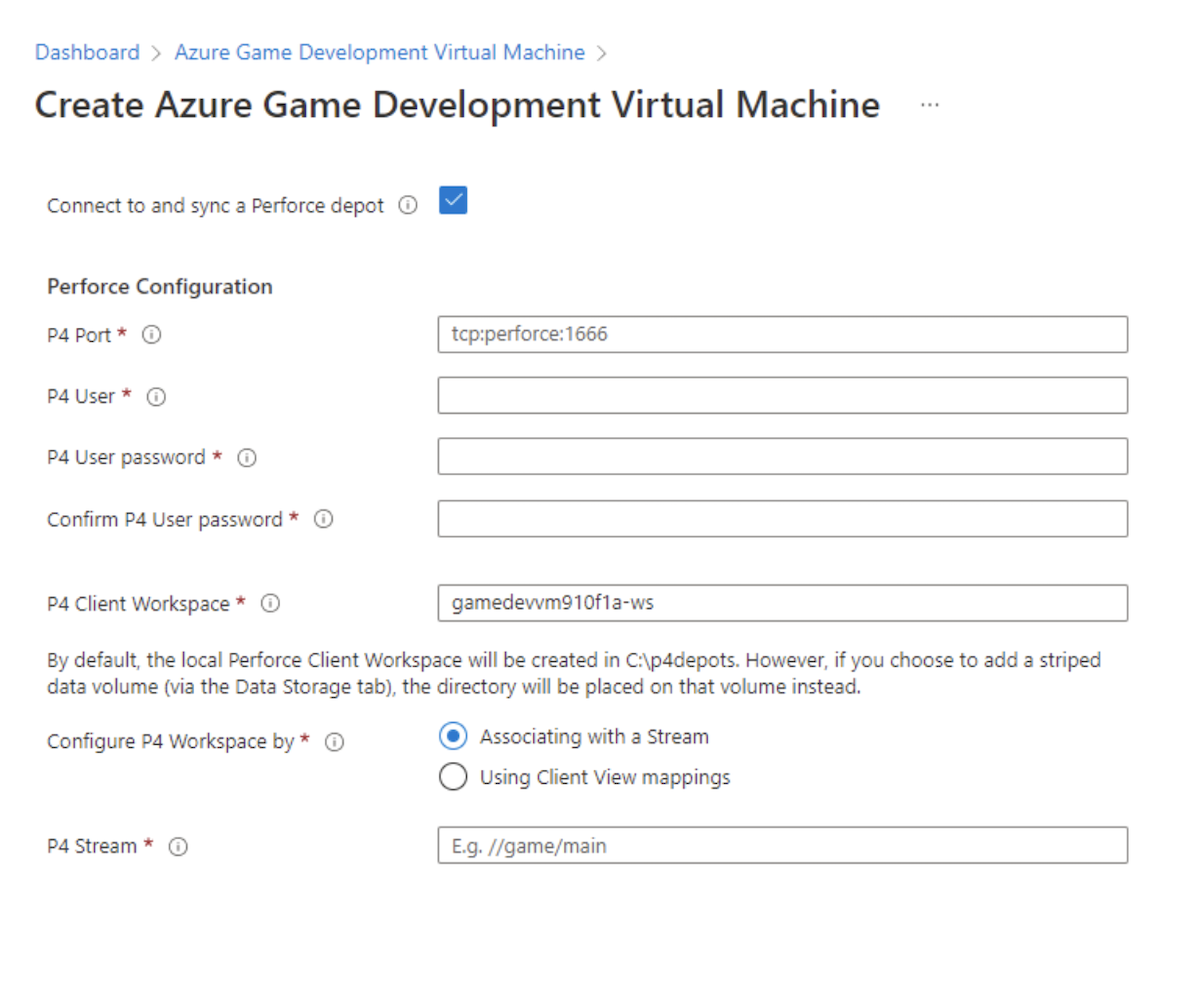 Dashboard > Azure Game Development Virtual Machine >
Create Azure Game Development Virtual Machine ...
Connect to and sync a Perforce depot
Perforce Configuration
P4 Port * tcp:perforce:1666
P4 User *
P4 User password *
Confirm P4 User password *
P4 Client Workspace * gamedevvm910f1a-ws
By default, the local Perforce Client Workspace will be created in C:\p4depots. However, if you choose to add a striped
data volume (via the Data Storage tab), the directory will be placed on that volume instead.
Configure P4 Workspace by * Associating with a Stream
Using Client View mappings
P4 Stream * E.g. //game/main